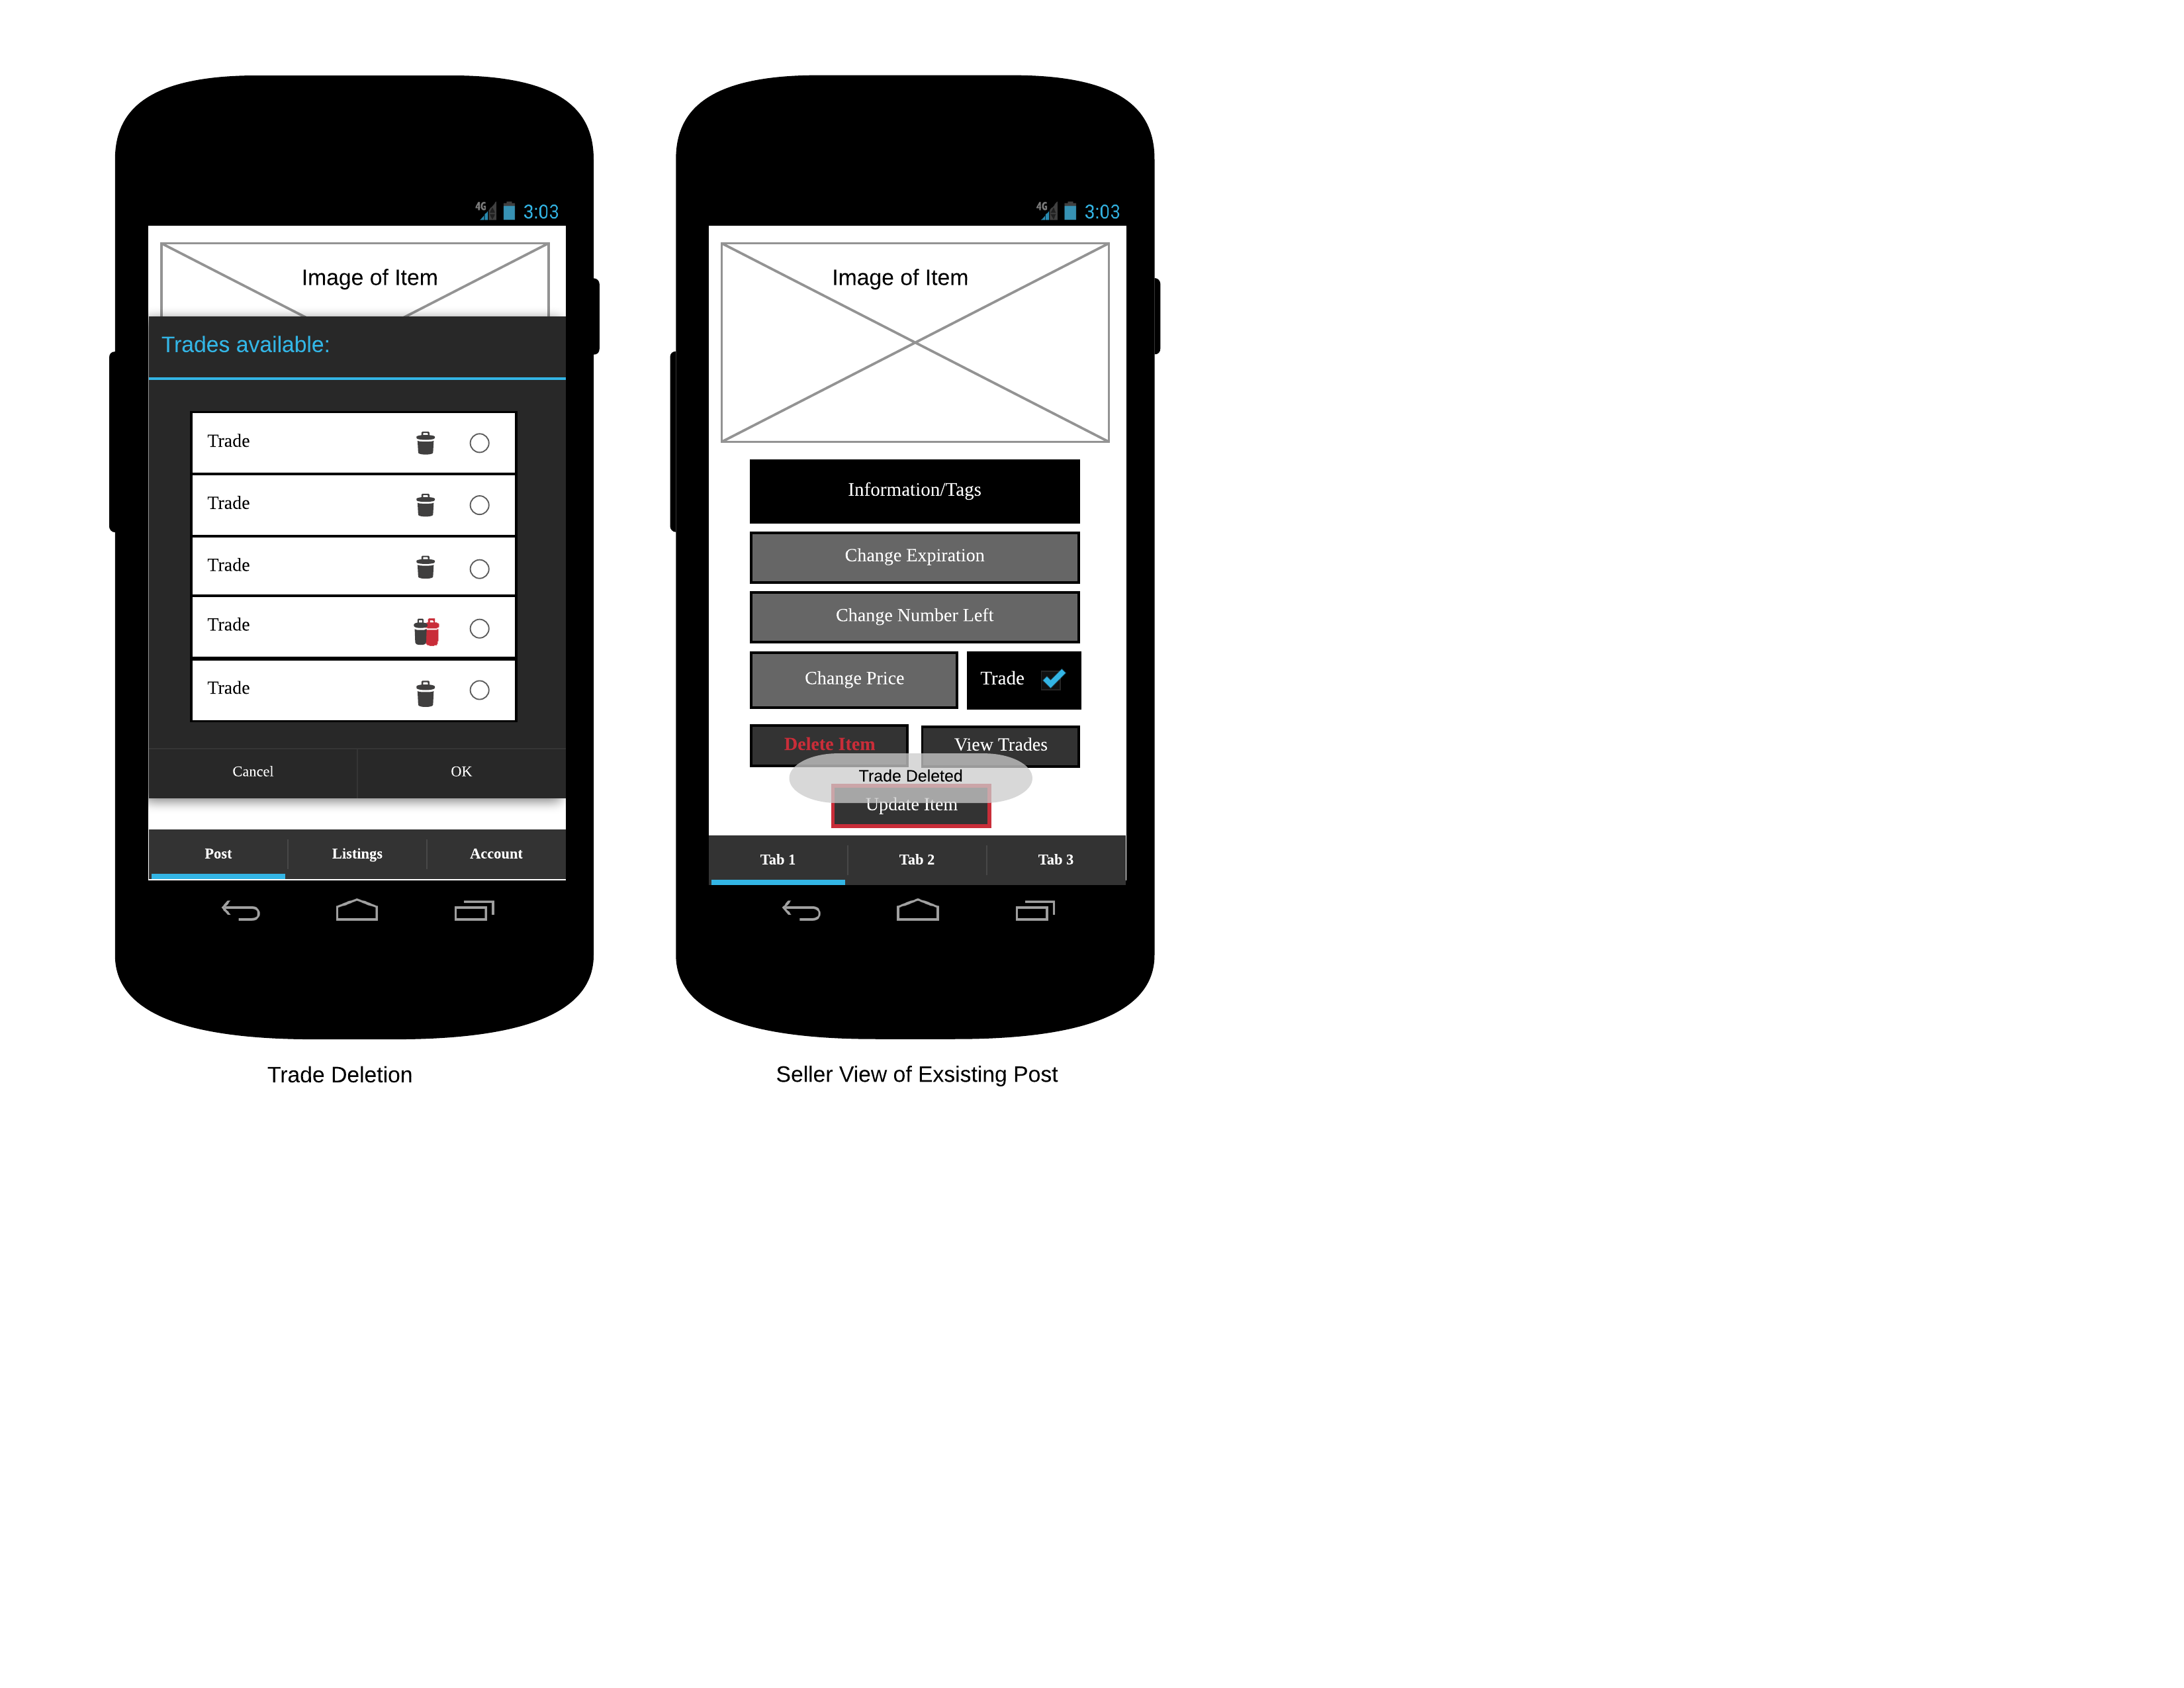 4G 3:03
Image of Item
Trades available:
Trade
Trade
Trade
Trade
Trade
Cancel OK
Post Listings Account
Trade Deletion
4G 3:03
Image of Item
Information/Tags
Change Expiration
Change Number Left
Change Price Trade
Delete Item View Trades
Trade Deleted
Update Item
Tab 1 Tab 2 Tab 3
Seller View of Exsisting Post